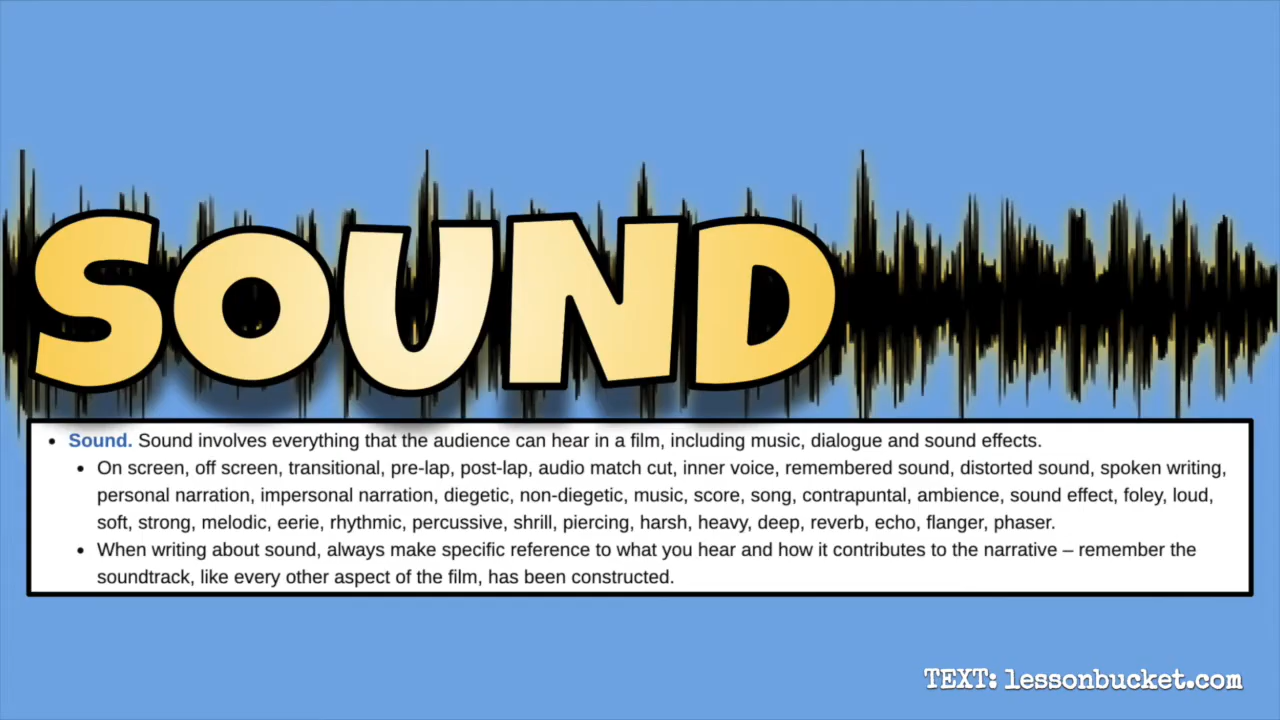 SOUND
• Sound. Sound involves everything that the audience can hear in a film, including music, dialogue and sound effects.
• On screen, off screen, transitional, pre-lap, post-lap, audio match cut, inner voice, remembered sound, distorted sound, spoken writing,
personal narration, impersonal narration, diegetic, non-diegetic, music, score, song, contrapuntal, ambience, sound effect, foley, loud,
soft, strong, melodic, eerie, rhythmic, percussive, shrill, piercing, harsh, heavy, deep, reverb, echo, flanger, phaser.
• When writing about sound, always make specific reference to what you hear and how it contributes to the narrative – remember the
soundtrack, like every other aspect of the film, has been constructed.
TEXT: lessonbucket.com